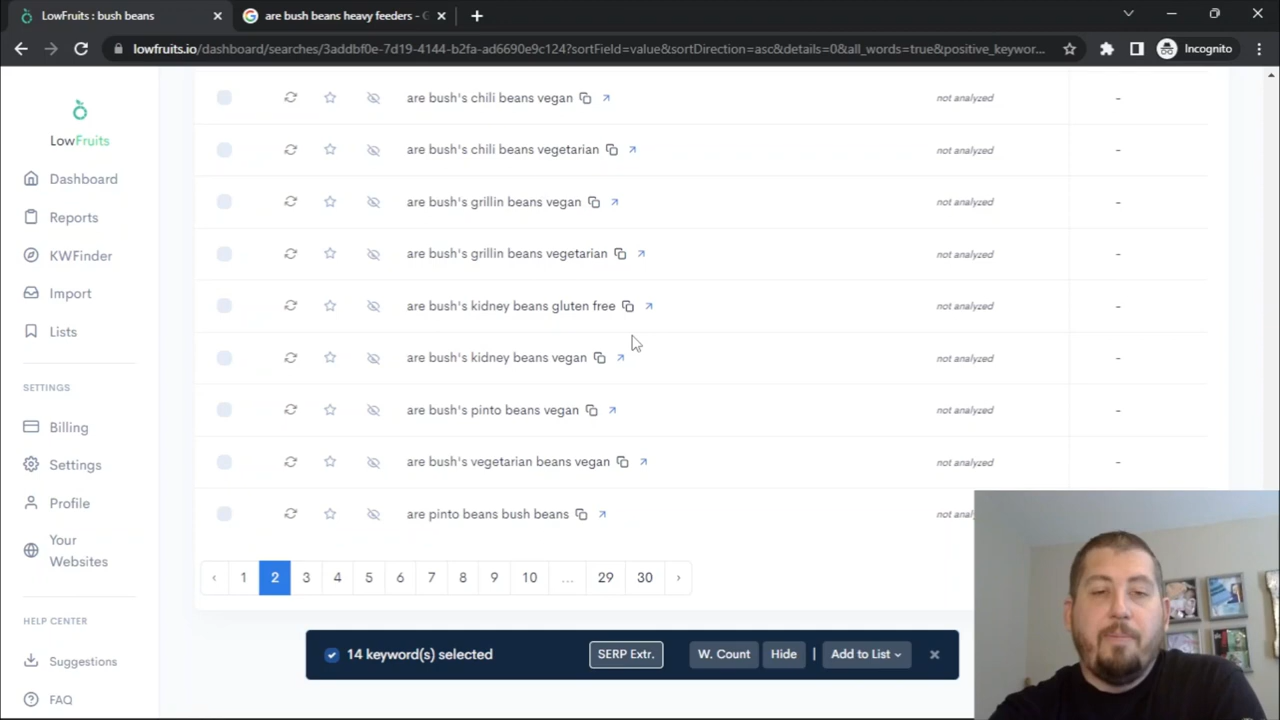 LowFruits : bush beans
are bush beans heavy feeders - G
lowfruits.io/dashboard/searches/3addbf0e-7d19-4144-b2fa-ad6690e9c124?sortField=value&sortDirection=asc&details=0&all_words=true&positive_keywor...
Incognito
LowFruits
Dashboard
Reports
KWFinder
Import
Lists
SETTINGS
Billing
Settings
Profile
Your
Websites
HELP CENTER
Suggestions
FAQ
are bush's chili beans vegan not analyzed -
are bush's chili beans vegetarian not analyzed -
are bush's grillin beans vegan not analyzed -
are bush's grillin beans vegetarian not analyzed -
are bush's kidney beans gluten free not analyzed -
are bush's kidney beans vegan not analyzed -
are bush's pinto beans vegan not analyzed -
are bush's vegetarian beans vegan not analyzed -
are pinto beans bush beans not
‹ 1 2 3 4 5 6 7 8 9 10 ... 29 30 ›
14 keyword(s) selected SERP Extr. W. Count Hide | Add to List